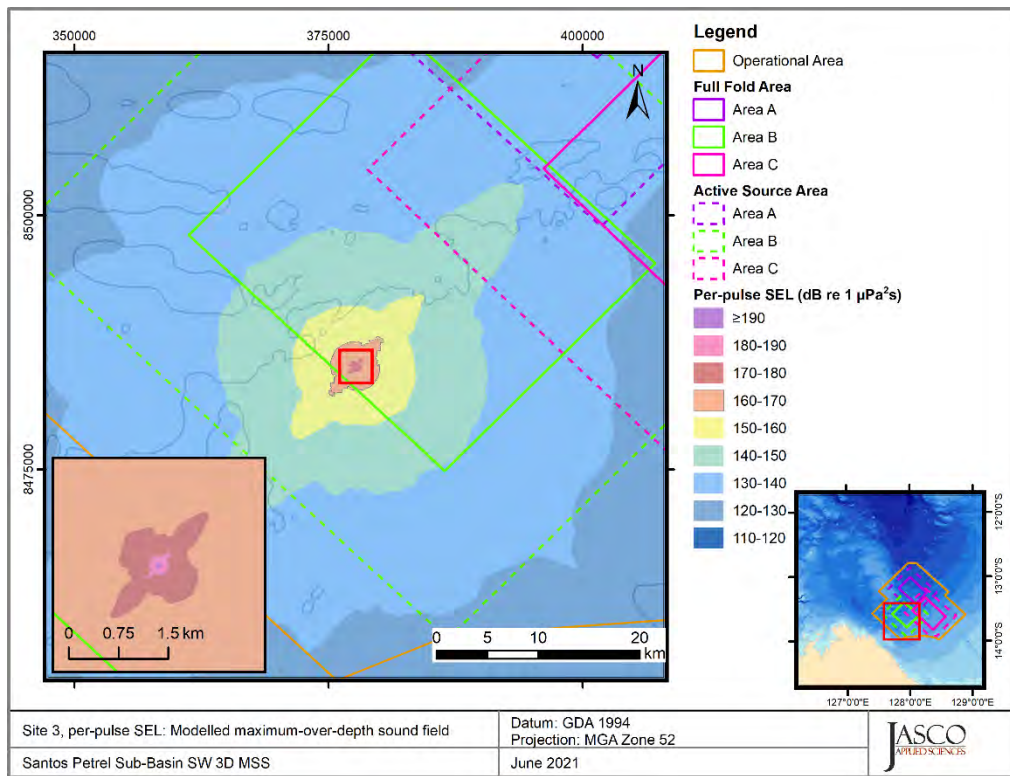 350000
375000
400000
8500000
8475000
N
0 0.75 1.5 km
0 5 10 20
km
Legend
Operational Area
Full Fold Area
Area A
Area B
Area C
Active Source Area
Area A
Area B
Area C
Per-pulse SEL (dB re 1 µPa²s)
≥190
180-190
170-180
160-170
150-160
140-150
130-140
120-130
110-120
12°0'0"S
13°0'0"S
14°0'0"S
127°0'0"E 128°0'0"E 129°0'0"E
Site 3, per-pulse SEL: Modelled maximum-over-depth sound field
Datum: GDA 1994
Projection: MGA Zone 52
Santos Petrel Sub-Basin SW 3D MSS
June 2021
JASCO
APPLIED SCIENCES